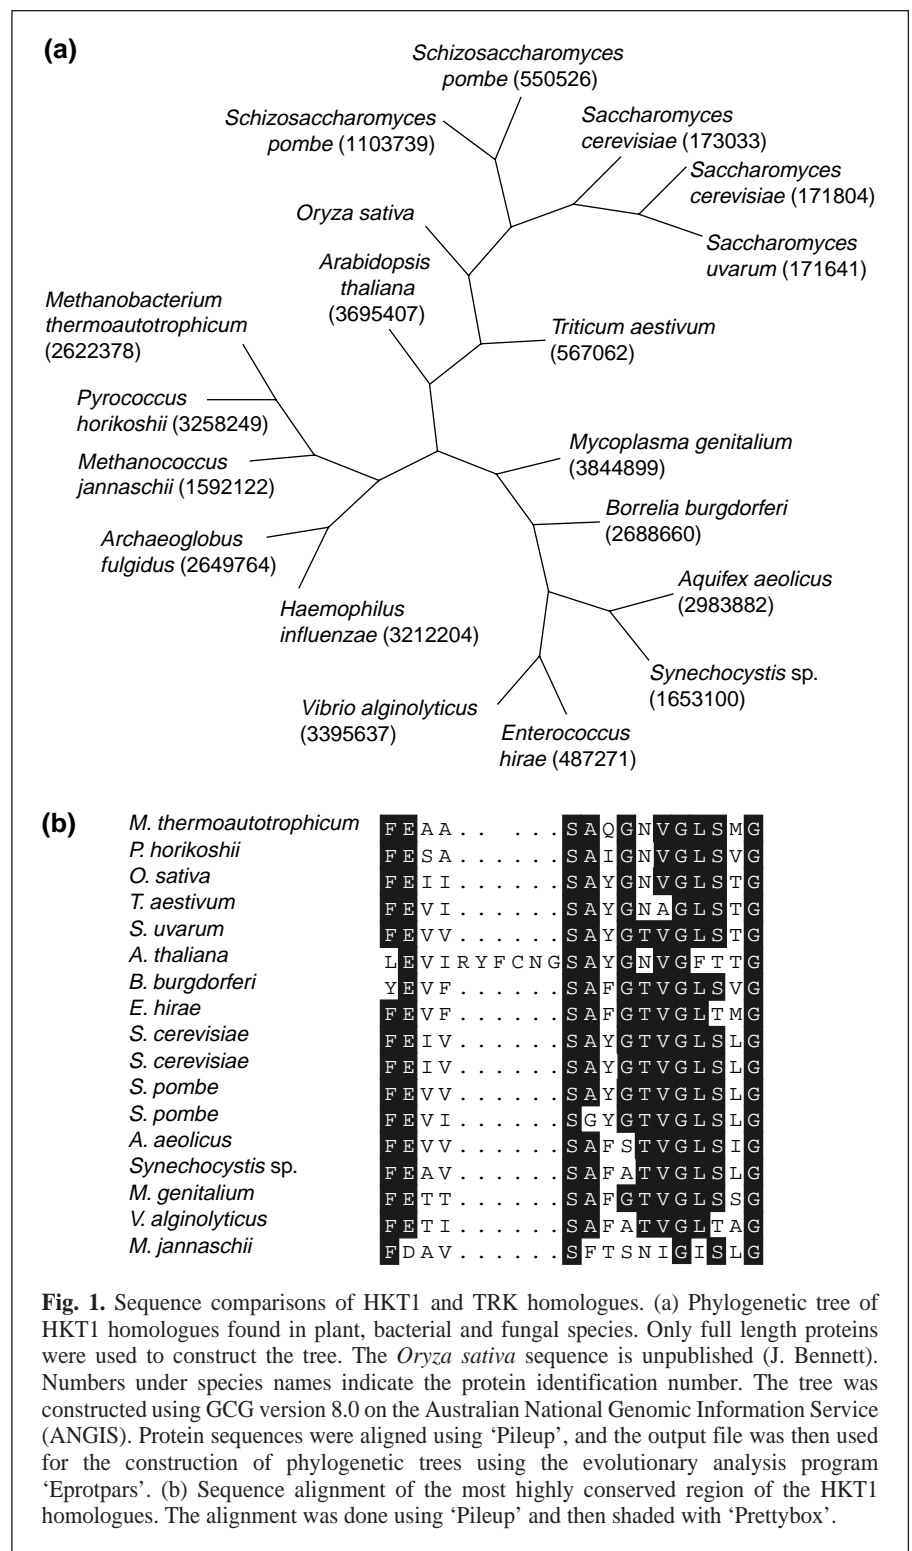 (a)
Schizosaccharomyces
pombe (550526)
Schizosaccharomyces
pombe (1103739)
Saccharomyces
cerevisiae (173033)
Saccharomyces
cerevisiae (171804)
Oryza sativa
Saccharomyces
uvarum (171641)
Arabidopsis
thaliana
(3695407)
Methanobacterium
thermoautotrophicum
(2622378)
Triticum aestivum
(567062)
Pyrococcus
horikoshii (3258249)
Mycoplasma genitalium
(3844899)
Methanococcus
jannaschii (1592122)
Borrelia burgdorferi
(2688660)
Archaeoglobus
fulgidus (2649764)
Aquifex aeolicus
(2983882)
Haemophilus
influenzae (3212204)
Synechocystis sp.
(1653100)
Vibrio alginolyticus
(3395637)
Enterococcus
hirae (487271)
(b)
M. thermoautotrophicum FEAA.. ....SAQGNVGLSMG
P. horikoshii FESA......SAIGNVGLSVG
O. sativa FEII......SAYGNVGLSTG
T. aestivum FEVI......SAYGNAGLSTG
S. uvarum FEVV......SAYGTVGLSTG
A. thaliana LEVIRYFCNGSAYGNVGFTTG
B. burgdorferi YEVF......SAFGTVGLSVG
E. hirae FEVF......SAFGTVGLTMG
S. cerevisiae FEIV......SAYGTVGLSLG
S. cerevisiae FEIV......SAYGTVGLSLG
S. pombe FEVV......SAYGTVGLSLG
S. pombe FEVI......SGYGTVGLSLG
A. aeolicus FEVV......SAFSTVGLSIG
Synechocystis sp. FEAV......SAFATVGLSLG
M. genitalium FETT......SAFGTVGLSSG
V. alginolyticus FETI......SAFATVGLTAG
M. jannaschii FDAV......SFTSNIGISLG
Fig. 1. Sequence comparisons of HKT1 and TRK homologues. (a) Phylogenetic tree of
HKT1 homologues found in plant, bacterial and fungal species. Only full length proteins
were used to construct the tree. The Oryza sativa sequence is unpublished (J. Bennett).
Numbers under species names indicate the protein identification number. The tree was
constructed using GCG version 8.0 on the Australian National Genomic Information Service
(ANGIS). Protein sequences were aligned using ‘Pileup’, and the output file was then used
for the construction of phylogenetic trees using the evolutionary analysis program
‘Eprotpars’. (b) Sequence alignment of the most highly conserved region of the HKT1
homologues. The alignment was done using ‘Pileup’ and then shaded with ‘Prettybox’.